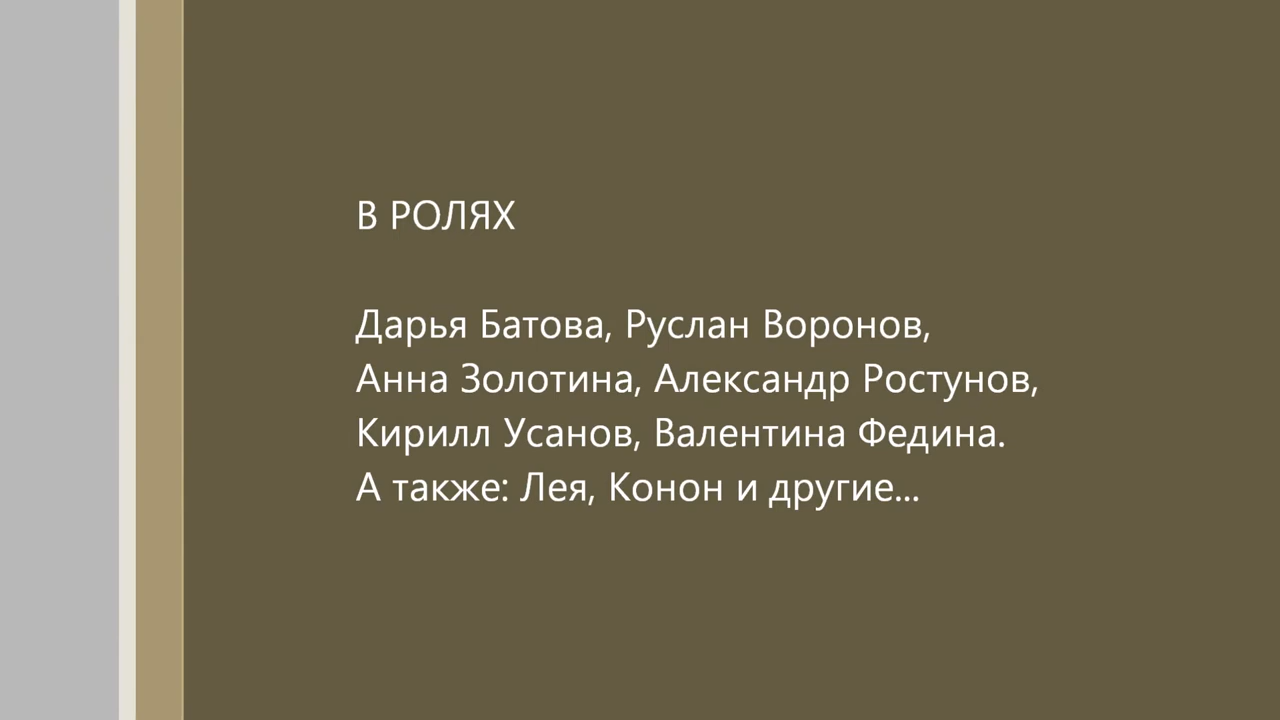 В РОЛЯХ
Дарья Батова, Руслан Воронов,
Анна Золотина, Александр Ростунов,
Кирилл Усанов, Валентина Федина.
А также: Лея, Конон и другие...